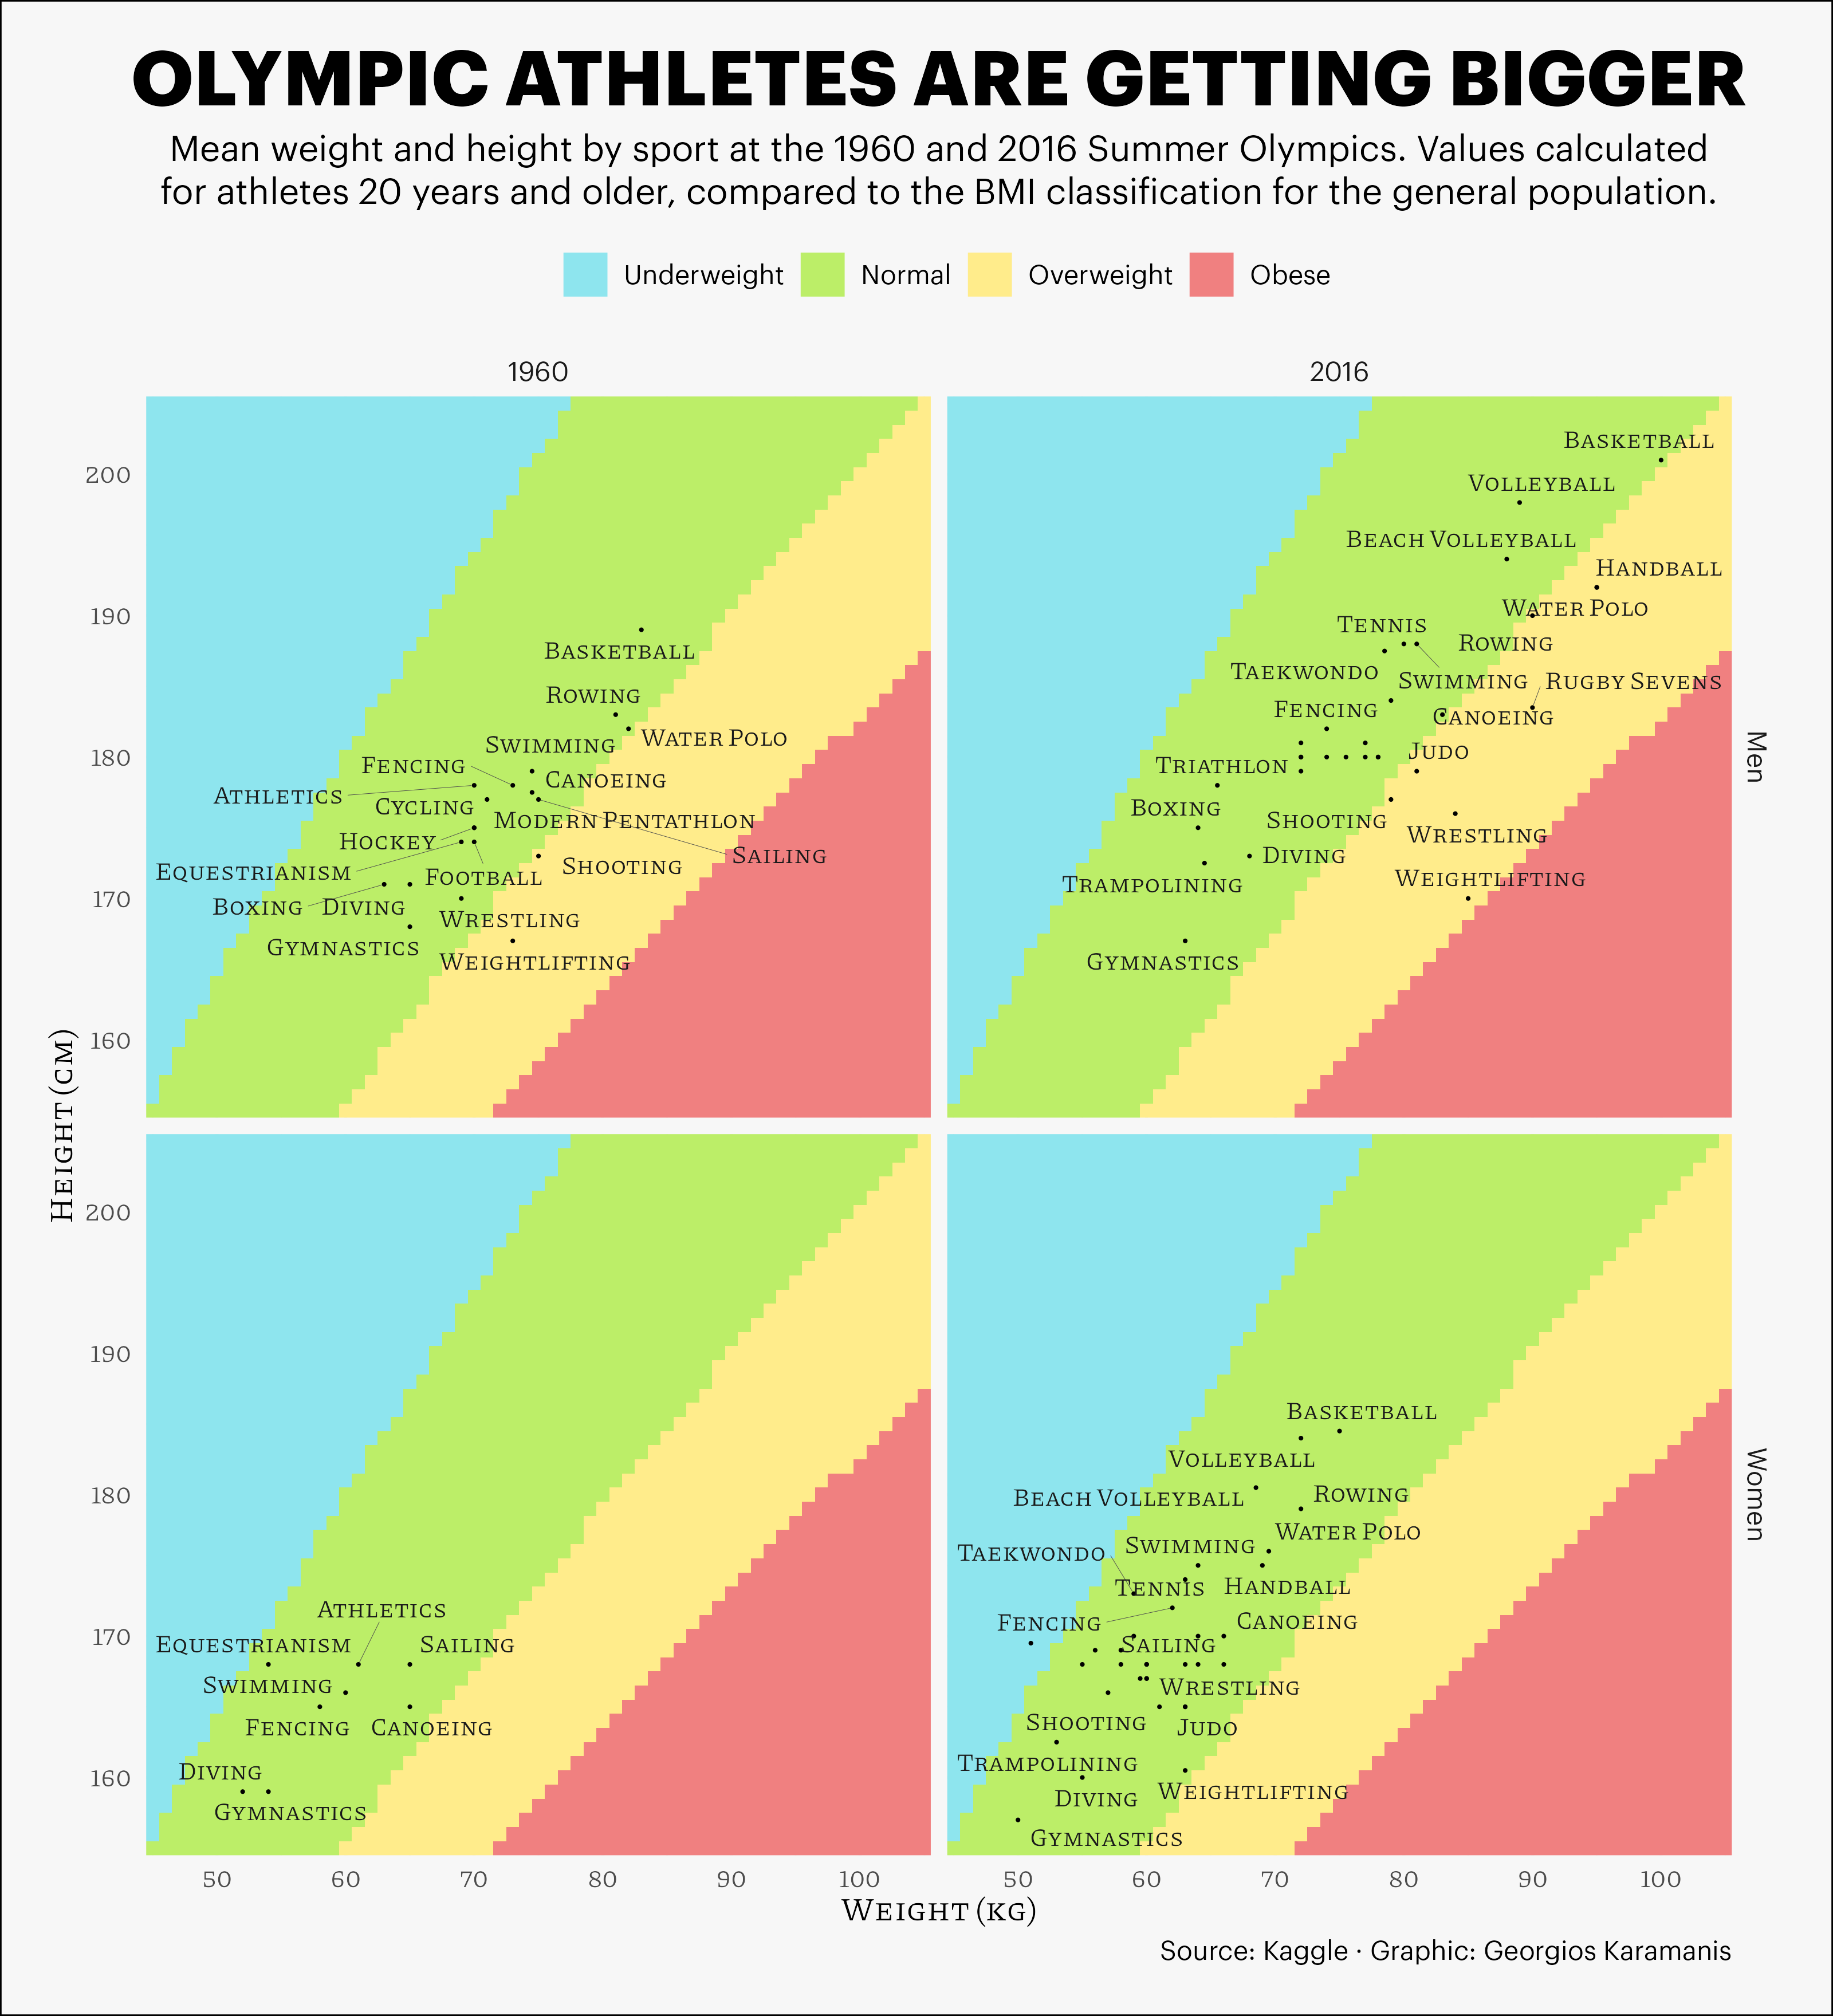 OLYMPIC ATHLETES ARE GETTING BIGGER
Mean weight and height by sport at the 1960 and 2016 Summer Olympics. Values calculated
for athletes 20 years and older, compared to the BMI classification for the general population.
Underweight Normal Overweight Obese
1960
2016
Men
Women
HEIGHT (CM)
200
190
180
170
160
BASKETBALL
ROWING
SWIMMING
WATER POLO
FENCING
CANOEING
ATHLETICS
CYCLING
MODERN PENTATHLON
HOCKEY
SAILING
EQUESTRIANISM
SHOOTING
FOOTBALL
BOXING
DIVING
WRESTLING
GYMNASTICS
WEIGHTLIFTING
BASKETBALL
VOLLEYBALL
BEACH VOLLEYBALL
HANDBALL
WATER POLO
TENNIS
ROWING
TAEKWONDO
SWIMMING
RUGBY SEVENS
FENCING
CANOEING
JUDO
TRIATHLON
BOXING
SHOOTING
WRESTLING
DIVING
TRAMPOLINING
WEIGHTLIFTING
GYMNASTICS
200
190
180
170
160
ATHLETICS
EQUESTRIANISM
SAILING
SWIMMING
FENCING
CANOEING
DIVING
GYMNASTICS
BASKETBALL
VOLLEYBALL
BEACH VOLLEYBALL
ROWING
WATER POLO
SWIMMING
TAEKWONDO
TENNIS
HANDBALL
FENCING
CANOEING
SAILING
WRESTLING
SHOOTING
JUDO
TRAMPOLINING
WEIGHTLIFTING
DIVING
GYMNASTICS
50 60 70 80 90 100
50 60 70 80 90 100
WEIGHT (KG)
Source: Kaggle · Graphic: Georgios Karamanis